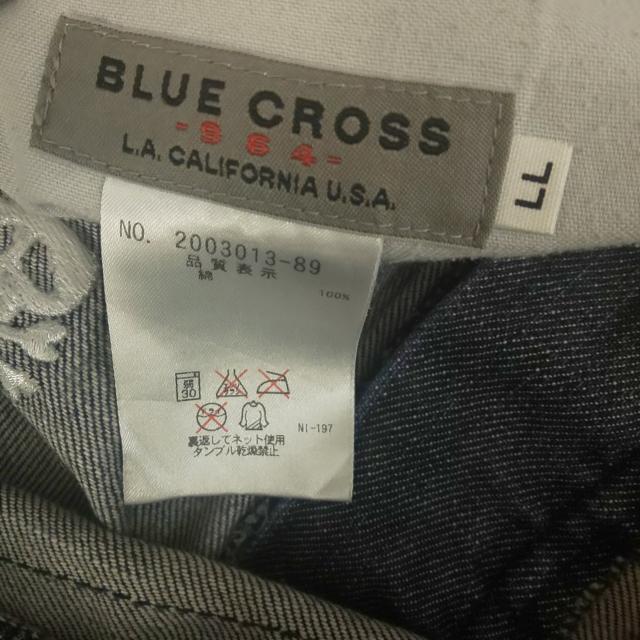 BLUE CROSS
-364-
L.A. CALIFORNIA U.S.A.
LL
NO. 2003013-89
品質表示
綿 100%
弱 30
NI-197
裏返してネット使用
タンブル乾燥禁止